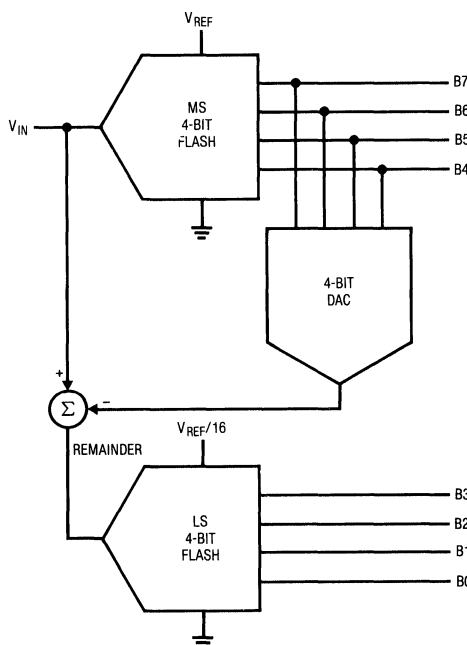 VREF
MS
4-BIT
FLASH
VIN
B7
B6
B5
B4
4-BIT
DAC
+
−
Σ
REMAINDER
VREF/16
LS
4-BIT
FLASH
B3
B2
B1
B0